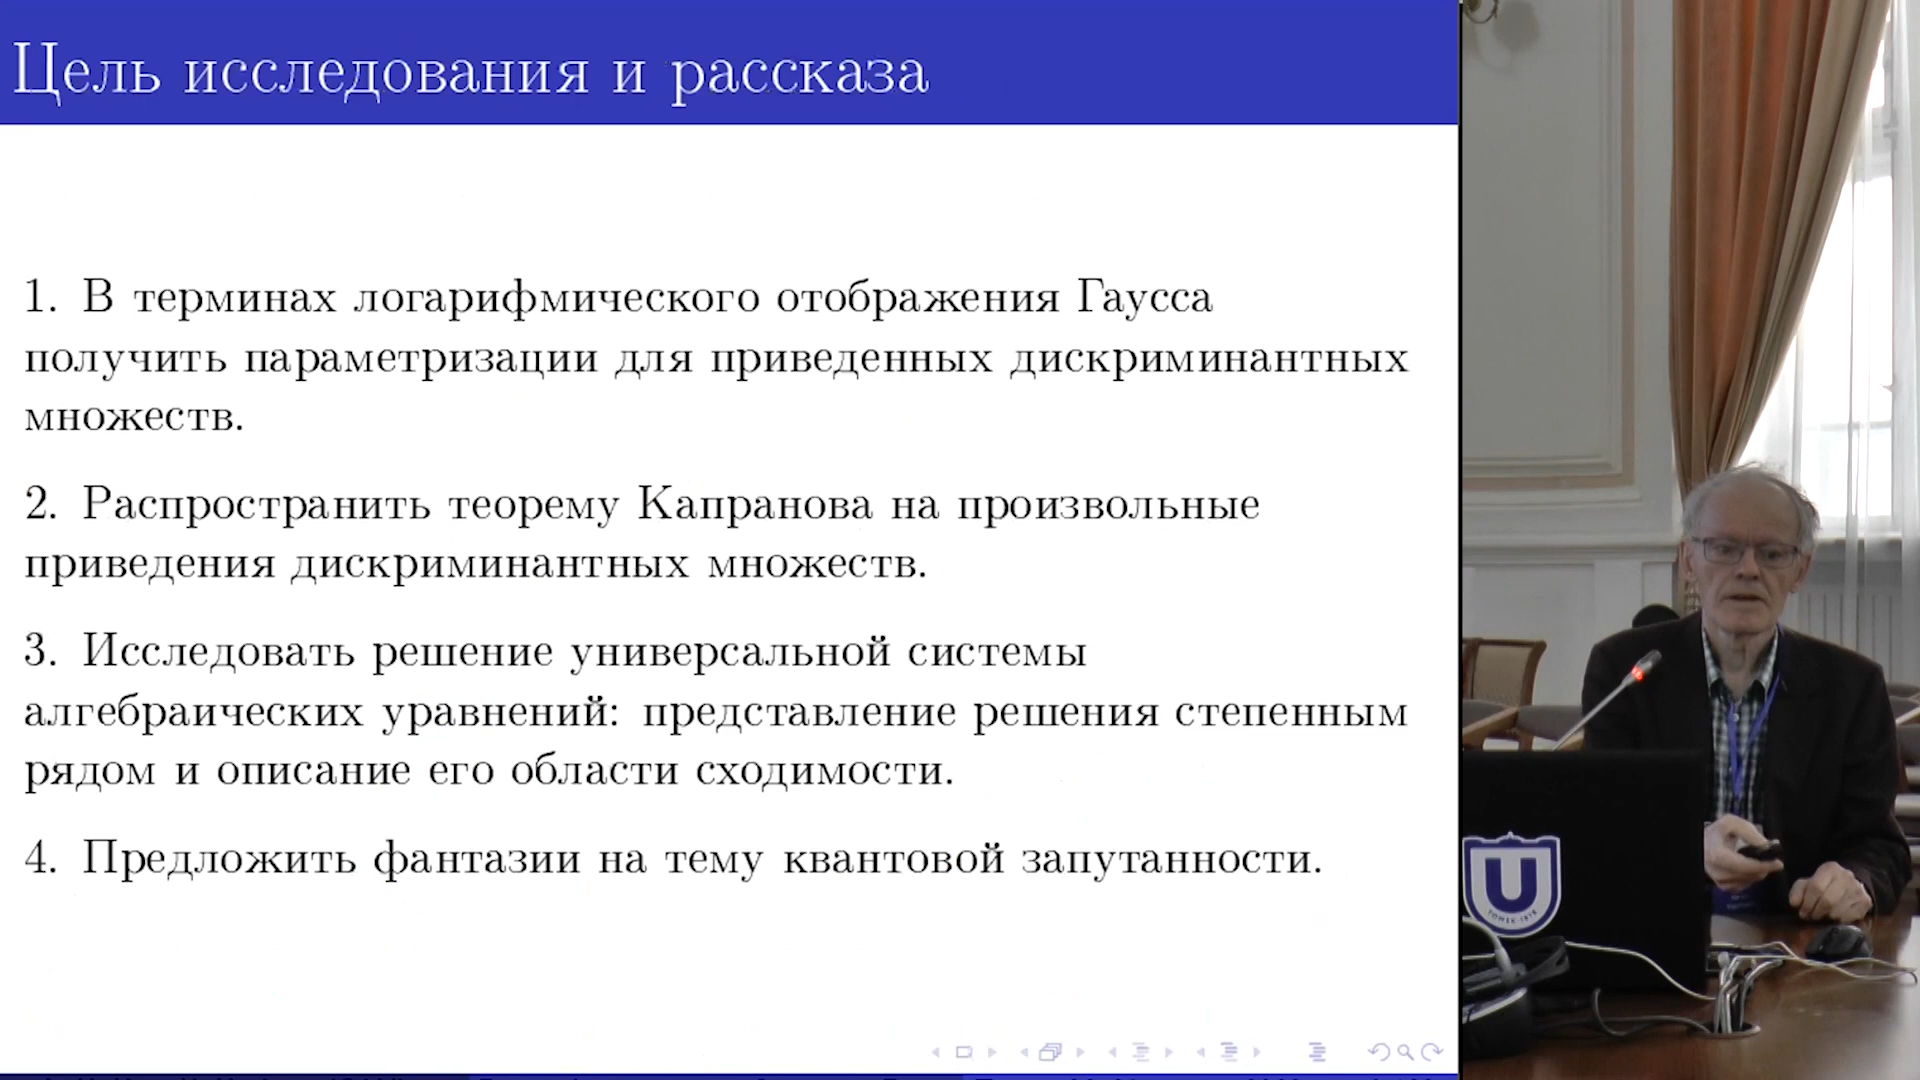 Цель исследования и рассказа
1. В терминах логарифмического отображения Гаусса
получить параметризации для приведенных дискриминантных
множеств.
2. Распространить теорему Капранова на произвольные
приведения дискриминантных множеств.
3. Исследовать решение универсальной системы
алгебраических уравнений: представление решения степенным
рядом и описание его области сходимости.
4. Предложить фантазии на тему квантовой запутанности.
U